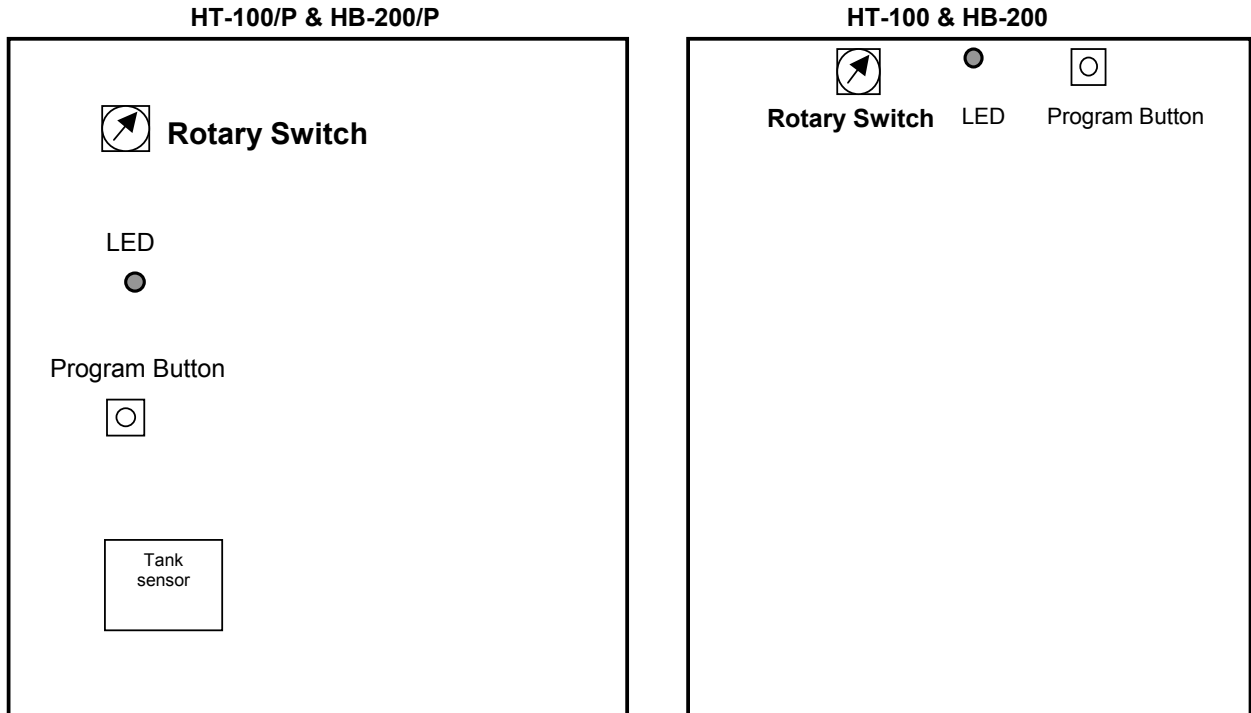 HT-100/P & HB-200/P
Rotary Switch
LED
Program Button
Tank
sensor
HT-100 & HB-200
Rotary Switch
LED
Program Button